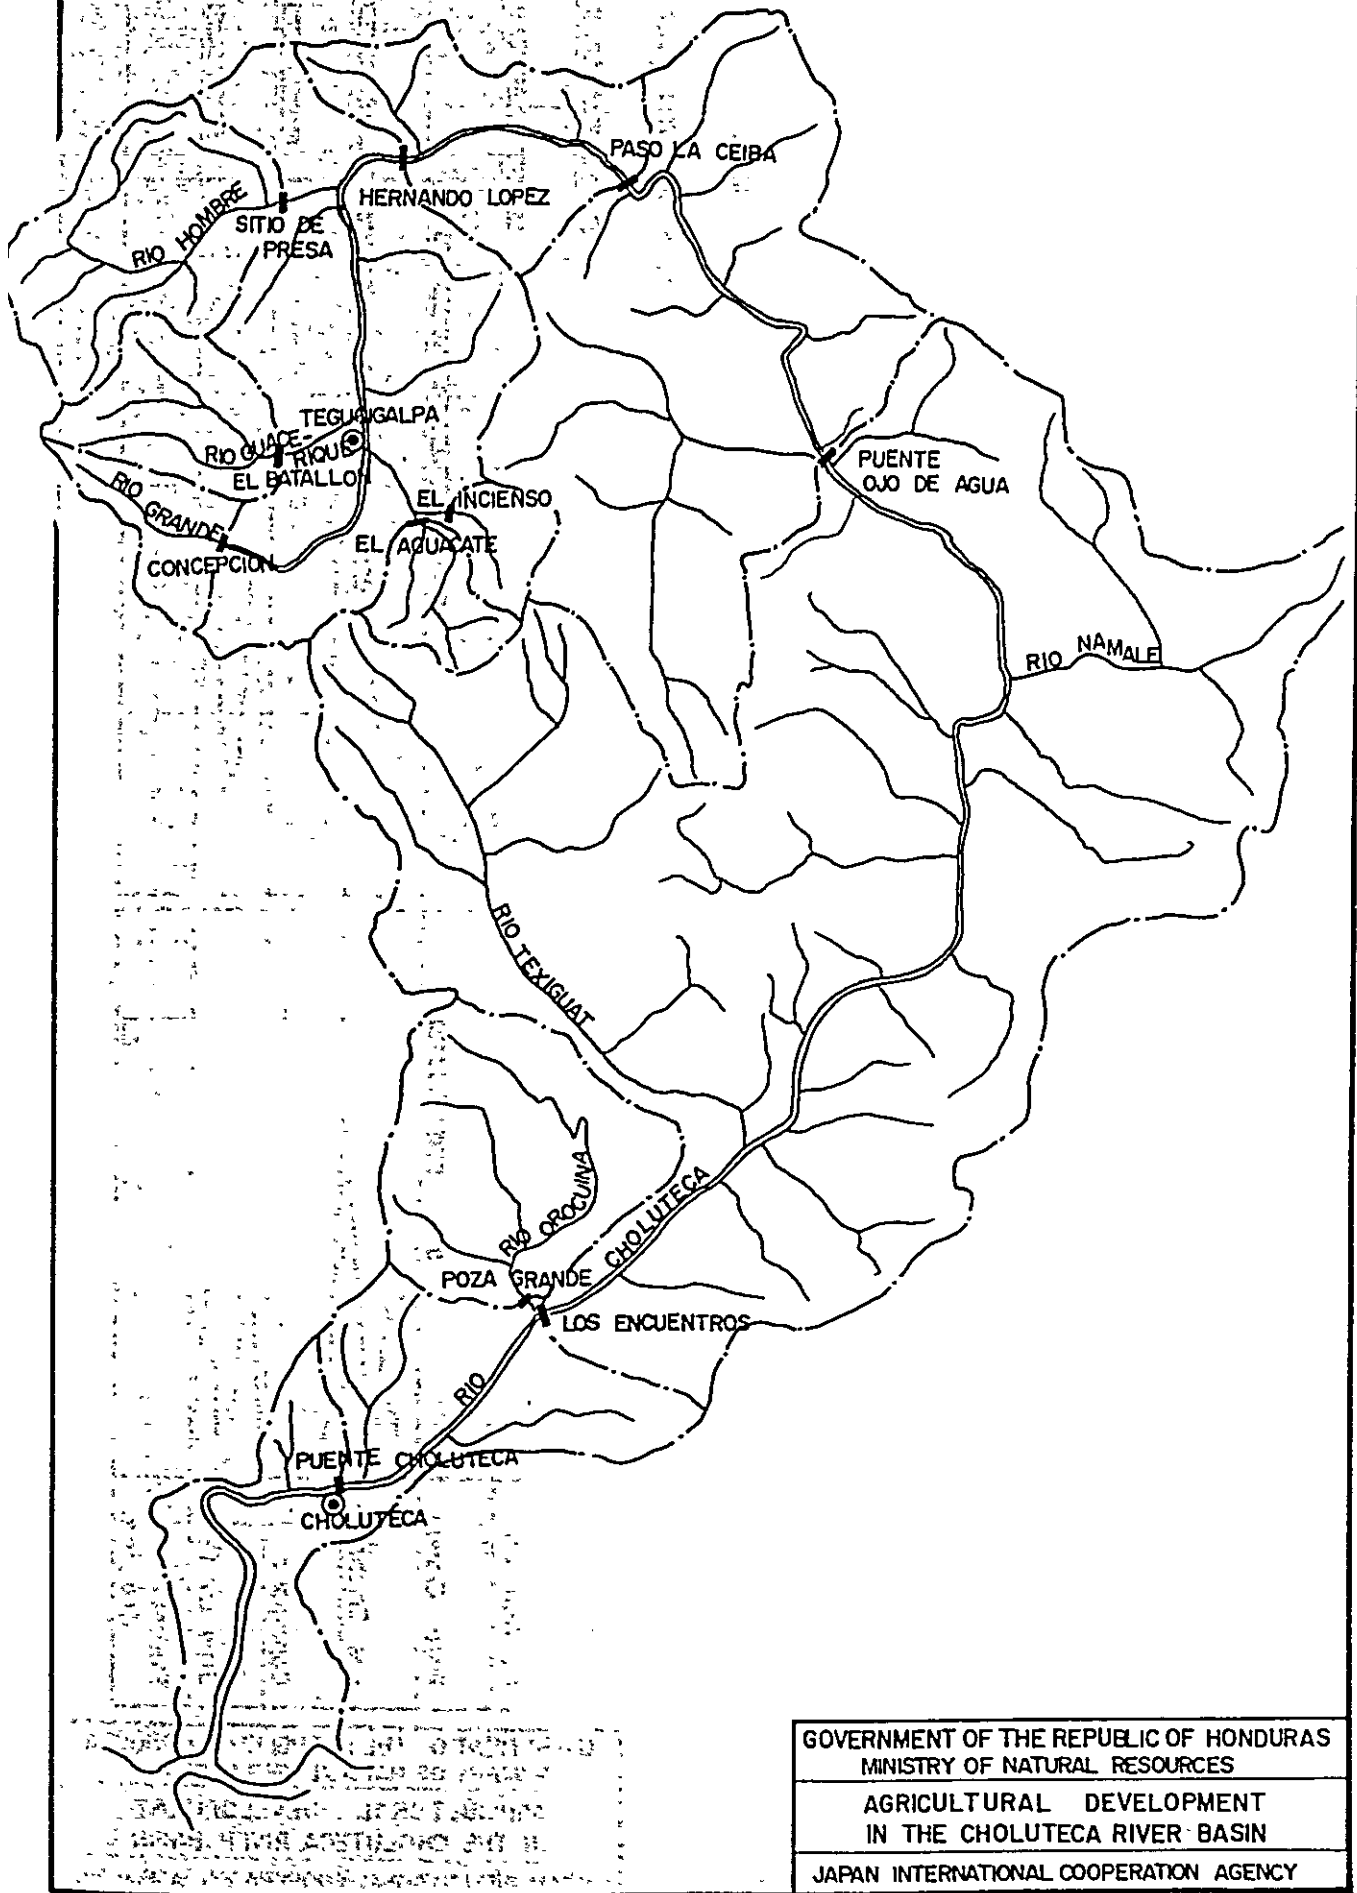 PASO LA CEIBA
HERNANDO LOPEZ
RIO HOMBRE
SITIO DE
PRESA
TEGUCIGALPA
RIO GUACE-
RIQUE
EL BATALLON
PUENTE
OJO DE AGUA
RIO GRANDE
EL INCIENSO
EL AGUACATE
CONCEPCION
RIO NAMALE
RIO TEXIGUAT
RIO OROCUINA
RIO CHOLUTECA
POZA GRANDE
LOS ENCUENTROS
PUENTE CHOLUTECA
CHOLUTECA
GOVERNMENT OF THE REPUBLIC OF HONDURAS
MINISTRY OF NATURAL RESOURCES
AGRICULTURAL DEVELOPMENT
IN THE CHOLUTECA RIVER BASIN
JAPAN INTERNATIONAL COOPERATION AGENCY